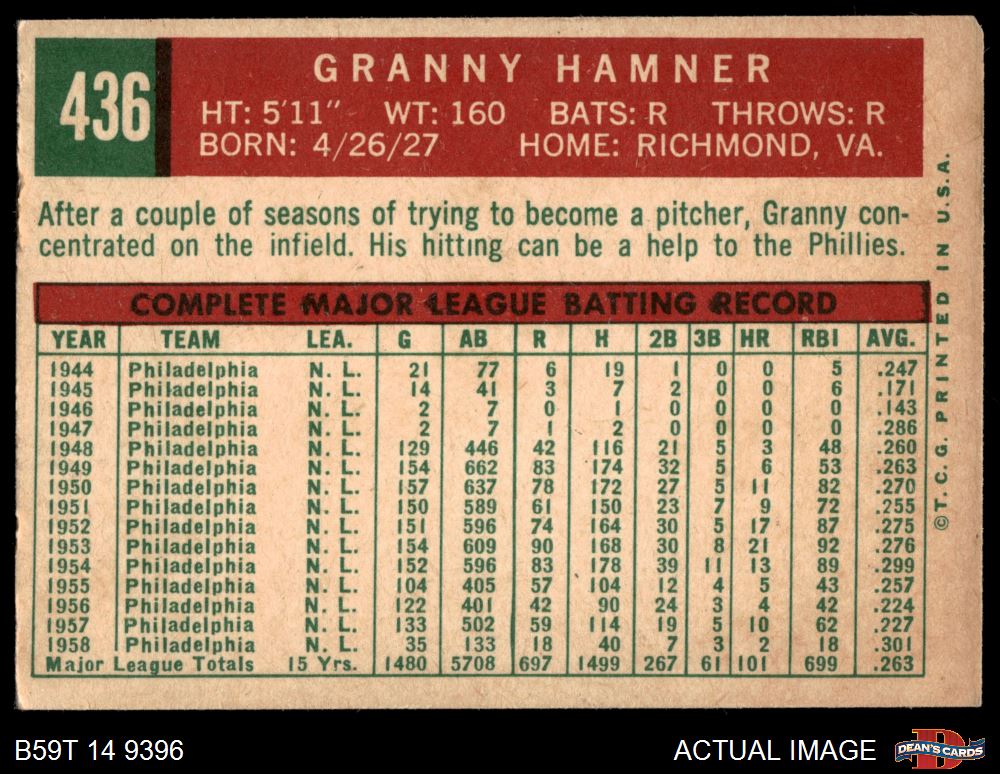 436
GRANNY HAMNER
HT: 5'11" WT: 160 BATS: R THROWS: R
BORN: 4/26/27 HOME: RICHMOND, VA.
After a couple of seasons of trying to become a pitcher, Granny con-
centrated on the infield. His hitting can be a help to the Phillies.
COMPLETE MAJOR LEAGUE BATTING RECORD
YEAR TEAM LEA. G AB R H 2B 3B HR RBI AVG.
1944 Philadelphia N. L. 21 77 6 19 1 0 0 5 .247
1945 Philadelphia N. L. 14 41 3 7 2 0 0 6 .171
1946 Philadelphia N. L. 2 7 0 1 0 0 0 0 .143
1947 Philadelphia N. L. 2 7 1 2 0 0 0 0 .286
1948 Philadelphia N. L. 129 446 42 116 21 5 3 48 .260
1949 Philadelphia N. L. 154 662 83 174 32 5 6 53 .263
1950 Philadelphia N. L. 157 637 78 172 27 5 11 82 .270
1951 Philadelphia N. L. 150 589 61 150 23 7 9 72 .255
1952 Philadelphia N. L. 151 596 74 164 30 5 17 87 .275
1953 Philadelphia N. L. 154 609 90 168 30 8 21 92 .276
1954 Philadelphia N. L. 152 596 83 178 39 11 13 89 .299
1955 Philadelphia N. L. 104 405 57 104 12 4 5 43 .257
1956 Philadelphia N. L. 122 401 42 90 24 3 4 42 .224
1957 Philadelphia N. L. 133 502 59 114 19 5 10 62 .227
1958 Philadelphia N. L. 35 133 18 40 7 3 2 18 .301
Major League Totals 15 Yrs. 1480 5708 697 1499 267 61 101 699 .263
©T. C. G. PRINTED IN U.S.A.
B59T 14 9396
ACTUAL IMAGE
DEAN'S CARDS